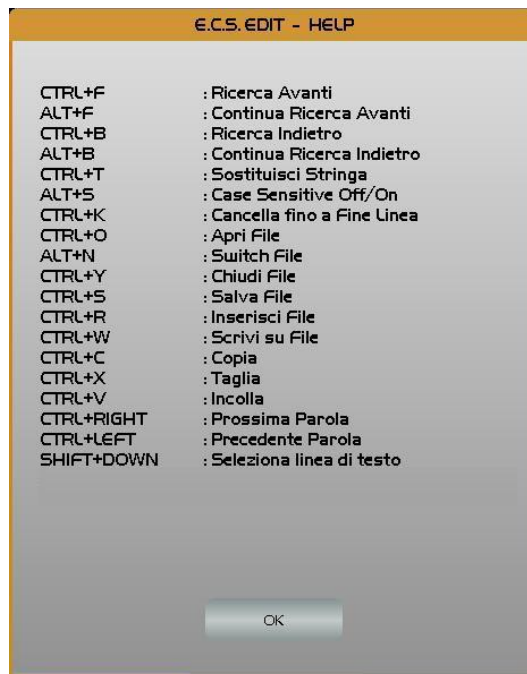 E.C.S. EDIT - HELP
CTRL+F : Ricerca Avanti
ALT+F : Continua Ricerca Avanti
CTRL+B : Ricerca Indietro
ALT+B : Continua Ricerca Indietro
CTRL+T : Sostituisci Stringa
ALT+S : Case Sensitive Off/On
CTRL+K : Cancella fino a Fine Linea
CTRL+O : Apri File
ALT+N : Switch File
CTRL+Y : Chiudi File
CTRL+S : Salva File
CTRL+R : Inserisci File
CTRL+W : Scrivi su File
CTRL+C : Copia
CTRL+X : Taglia
CTRL+V : Incolla
CTRL+RIGHT : Prossima Parola
CTRL+LEFT : Precedente Parola
SHIFT+DOWN : Seleziona linea di testo
OK